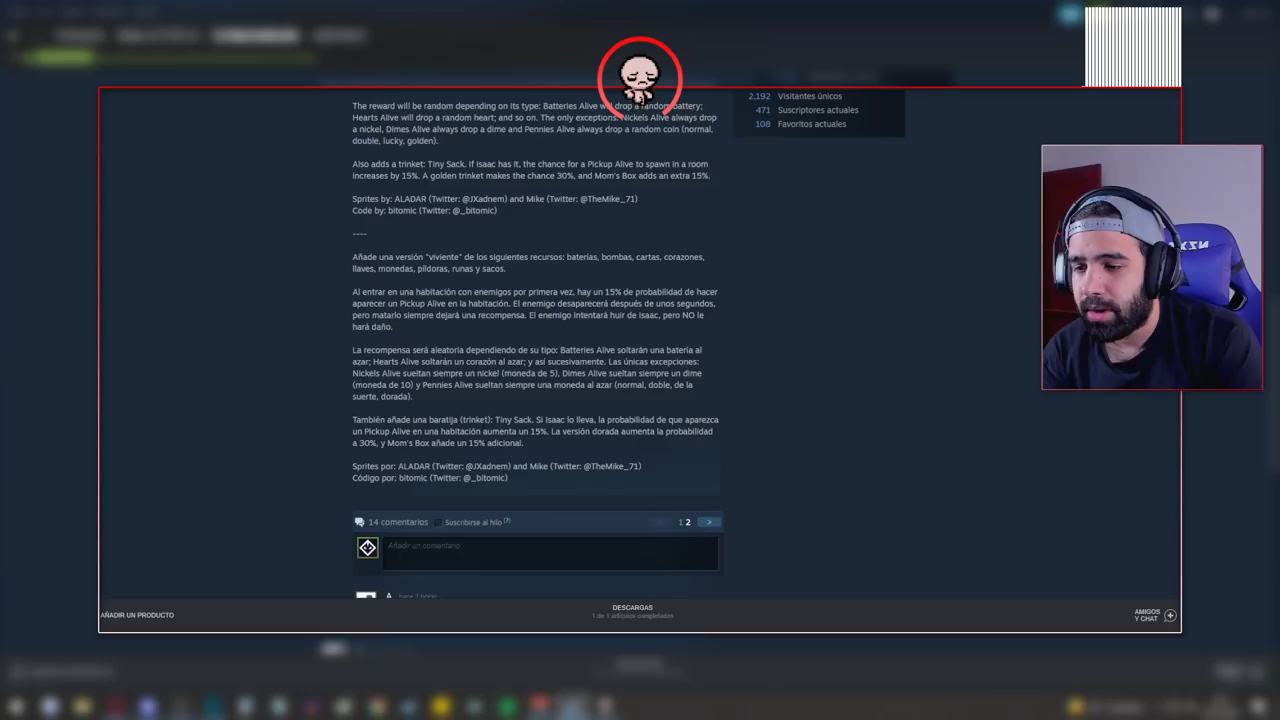 The reward will be random depending on its type: Batteries Alive will drop a random battery;
Hearts Alive will drop a random heart; and so on. The only exceptions: Nickels Alive always drop
a nickel, Dimes Alive always drop a dime and Pennies Alive always drop a random coin (normal,
double, lucky, golden).
Also adds a trinket: Tiny Sack. If Isaac has it, the chance for a Pickup Alive to spawn in a room
increases by 15%. A golden trinket makes the chance 30%, and Mom's Box adds an extra 15%.
Sprites by: ALADAR (Twitter: @JXadnem) and Mike (Twitter: @TheMike_71)
Code by: bitomic (Twitter: @_bitomic)
----
Añade una versión "viviente" de los siguientes recursos: baterías, bombas, cartas, corazones,
llaves, monedas, píldoras, runas y sacos.
Al entrar en una habitación con enemigos por primera vez, hay un 15% de probabilidad de hacer
aparecer un Pickup Alive en la habitación. El enemigo desaparecerá después de unos segundos,
pero matarlo siempre dejará una recompensa. El enemigo intentará huir de Isaac, pero NO le
hará daño.
La recompensa será aleatoria dependiendo de su tipo: Batteries Alive soltarán una batería al
azar; Hearts Alive soltarán un corazón al azar; y así sucesivamente. Las únicas excepciones:
Nickels Alive sueltan siempre un nickel (moneda de 5), Dimes Alive sueltan siempre un dime
(moneda de 10) y Pennies Alive sueltan siempre una moneda al azar (normal, doble, de la
suerte, dorada).
También añade una baratija (trinket): Tiny Sack. Si Isaac lo lleva, la probabilidad de que aparezca
un Pickup Alive en una habitación aumenta un 15%. La versión dorada aumenta la probabilidad
a 30%, y Mom's Box añade un 15% adicional.
Sprites por: ALADAR (Twitter: @JXadnem) and Mike (Twitter: @TheMike_71)
Código por: bitomic (Twitter: @_bitomic)
2.192 Visitantes únicos
471 Suscriptores actuales
108 Favoritos actuales
14 comentarios Suscribirse al hilo (?) 1 2 >
Añadir un comentario
A hace 2 horas
AÑADIR UN PRODUCTO
DESCARGAS
1 de 1 artículos completados
AMIGOS
Y CHAT
NZX